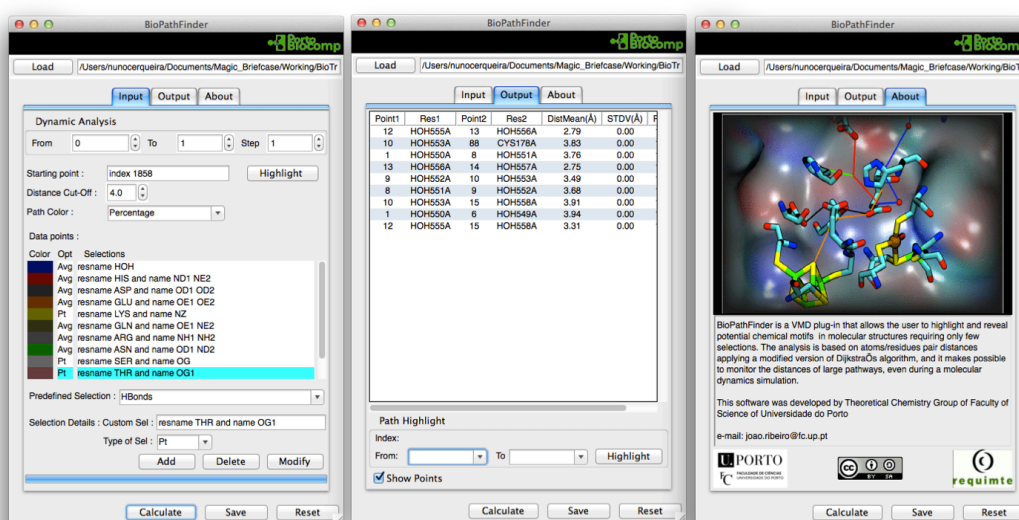 BioPathFinder
Porto Biocomp
Load /Users/nunocerqueira/Documents/Magic_Briefcase/Working/BioTr
Input Output About
Dynamic Analysis
From 0 To 1 Step 1
Starting point : index 1858 Highlight
Distance Cut-Off : 4.0
Path Color : Percentage
Data points :
Color Opt Selections
Avg resname HOH
Avg resname HIS and name ND1 NE2
Avg resname ASP and name OD1 OD2
Avg resname GLU and name OE1 OE2
Pt resname LYS and name NZ
Avg resname GLN and name OE1 NE2
Avg resname ARG and name NH1 NH2
Avg resname ASN and name OD1 ND2
Pt resname SER and name OG
Pt resname THR and name OG1
Predefined Selection : HBonds
Selection Details : Custom Sel : resname THR and name OG1
Type of Sel : Pt
Add Delete Modify
Calculate Save Reset
BioPathFinder
Porto Biocomp
Load /Users/nunocerqueira/Documents/Magic_Briefcase/Working/BioTr
Input Output About
Point1 Res1 Point2 Res2 DistMean(Å) STDV(Å) F
12 HOH555A 13 HOH556A 2.79 0.00
10 HOH553A 88 CYS178A 3.83 0.00
1 HOH550A 8 HOH551A 3.76 0.00
13 HOH556A 14 HOH557A 2.75 0.00
9 HOH552A 10 HOH553A 3.49 0.00
8 HOH551A 9 HOH552A 3.68 0.00
10 HOH553A 15 HOH558A 3.91 0.00
1 HOH550A 6 HOH549A 3.94 0.00
12 HOH555A 15 HOH558A 3.31 0.00
Path Highlight
Index:
From: To Highlight
Show Points
Calculate Save Reset
BioPathFinder
Porto Biocomp
Load /Users/nunocerqueira/Documents/Magic_Briefcase/Working/BioTr
Input Output About
BioPathFinder is a VMD plug-in that allows the user to highlight and reveal
potential chemical motifs in molecular structures requiring only few
selections. The analysis is based on atoms/residues pair distances
applying a modified version of DijkstraÕs algorithm, and it makes possible
to monitor the distances of large pathways, even during a molecular
dynamics simulation.
This software was developed by Theoretical Chemistry Group of Faculty of
Science of Universidade do Porto
e-mail: joao.ribeiro@fc.up.pt
U. PORTO
FC FACULDADE DE CIÊNCIAS
UNIVERSIDADE DO PORTO
cc BY SA
requimte
Calculate Save Reset